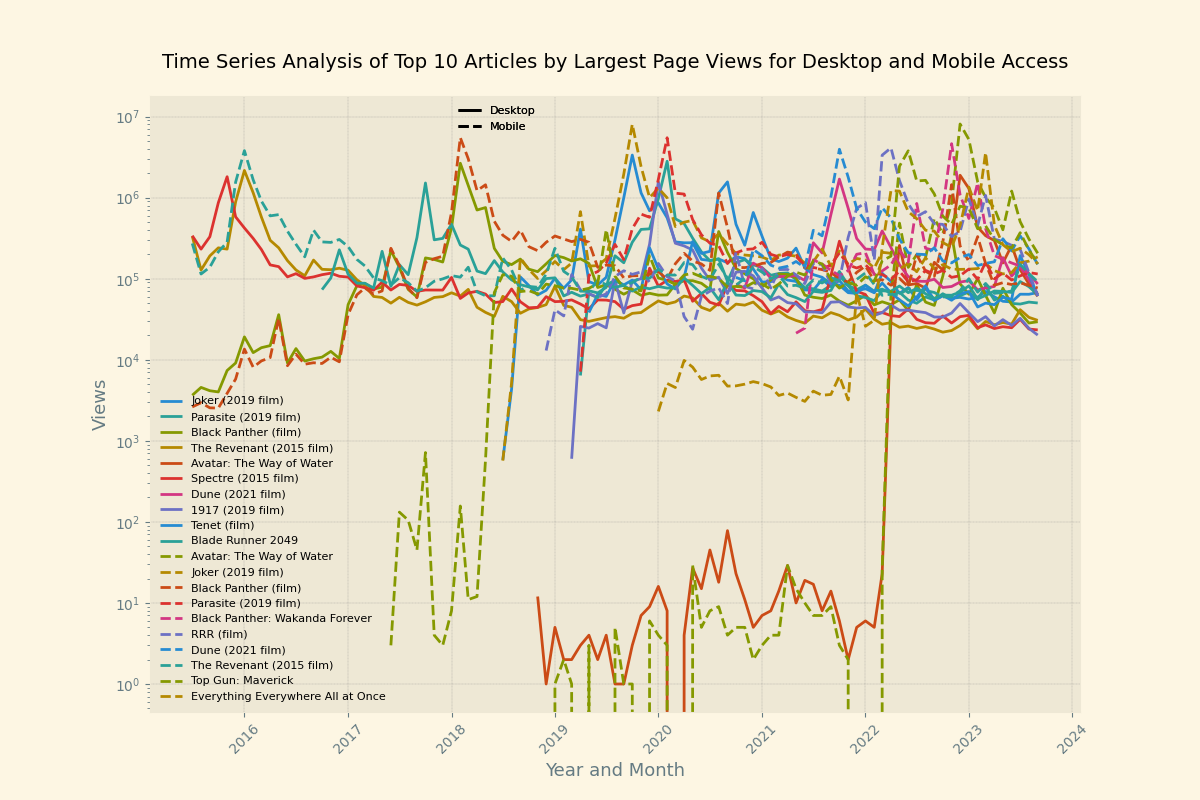 Time Series Analysis of Top 10 Articles by Largest Page Views for Desktop and Mobile Access
Desktop
Mobile
10⁷
10⁶
10⁵
10⁴
10³
10²
10¹
10⁰
Views
Joker (2019 film)
Parasite (2019 film)
Black Panther (film)
The Revenant (2015 film)
Avatar: The Way of Water
Spectre (2015 film)
Dune (2021 film)
1917 (2019 film)
Tenet (film)
Blade Runner 2049
Avatar: The Way of Water
Joker (2019 film)
Black Panther (film)
Parasite (2019 film)
Black Panther: Wakanda Forever
RRR (film)
Dune (2021 film)
The Revenant (2015 film)
Top Gun: Maverick
Everything Everywhere All at Once
2016 2017 2018 2019 2020 2021 2022 2023 2024
Year and Month